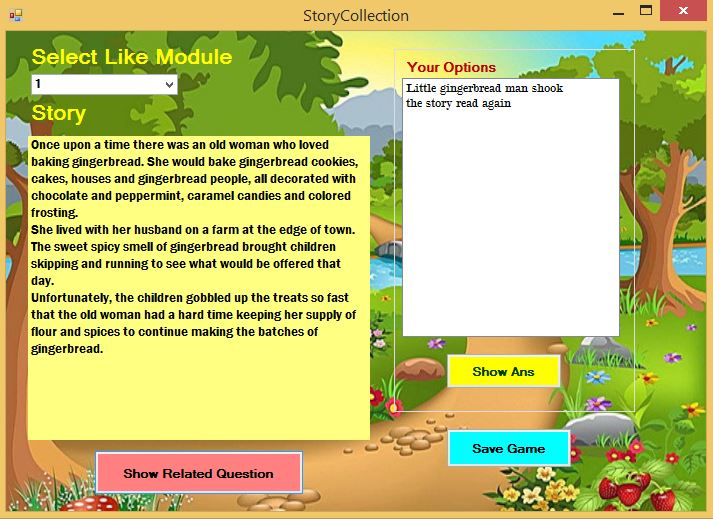 StoryCollection
Select Like Module
1
Story
Once upon a time there was an old woman who loved
baking gingerbread. She would bake gingerbread cookies,
cakes, houses and gingerbread people, all decorated with
chocolate and peppermint, caramel candies and colored
frosting.
She lived with her husband on a farm at the edge of town.
The sweet spicy smell of gingerbread brought children
skipping and running to see what would be offered that
day.
Unfortunately, the children gobbled up the treats so fast
that the old woman had a hard time keeping her supply of
flour and spices to continue making the batches of
gingerbread.
Show Related Question
Your Options
Little gingerbread man shook
the story read again
Show Ans
Save Game